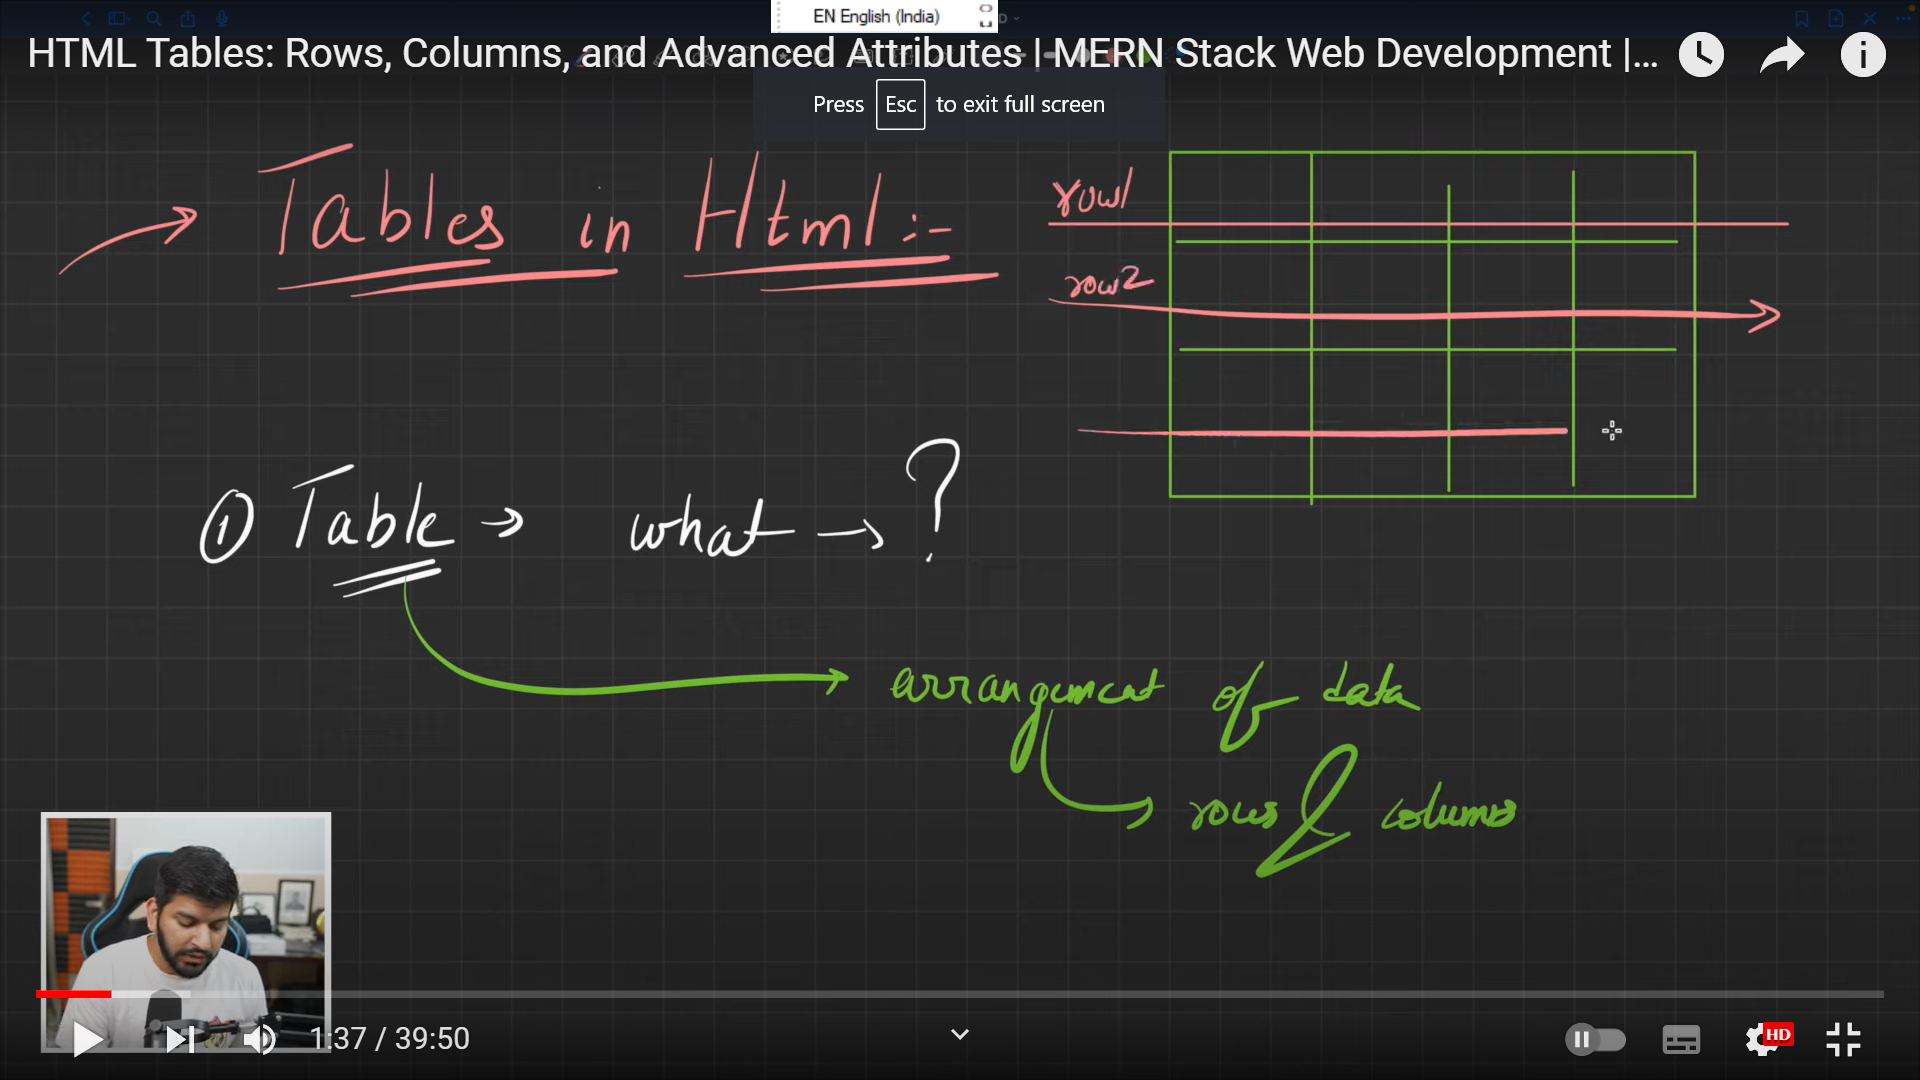 EN English (India)
HTML Tables: Rows, Columns, and Advanced Attributes | MERN Stack Web Development |...
Press Esc to exit full screen
Tables in Html :-
row1
row2
① Table → what → ?
arrangement of data
rows & columns
1:37 / 39:50
HD